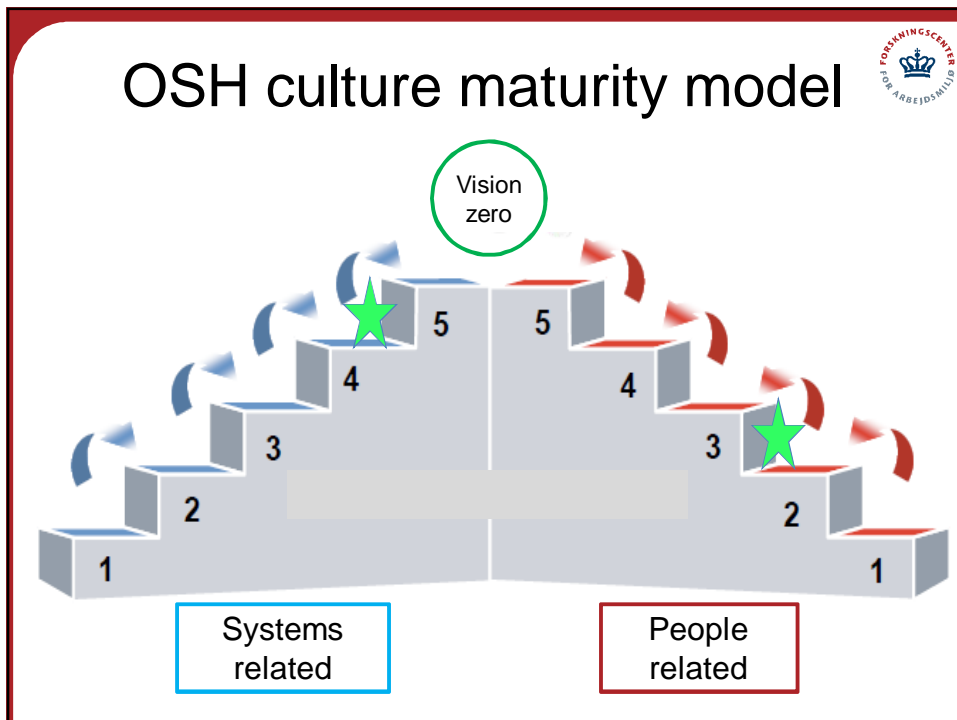 OSH culture maturity model
FORSKNINGSCENTER
FOR ARBEJDSMILJØ
Vision
zero
5
5
4
4
3
3
2
2
1
1
Systems
related
People
related